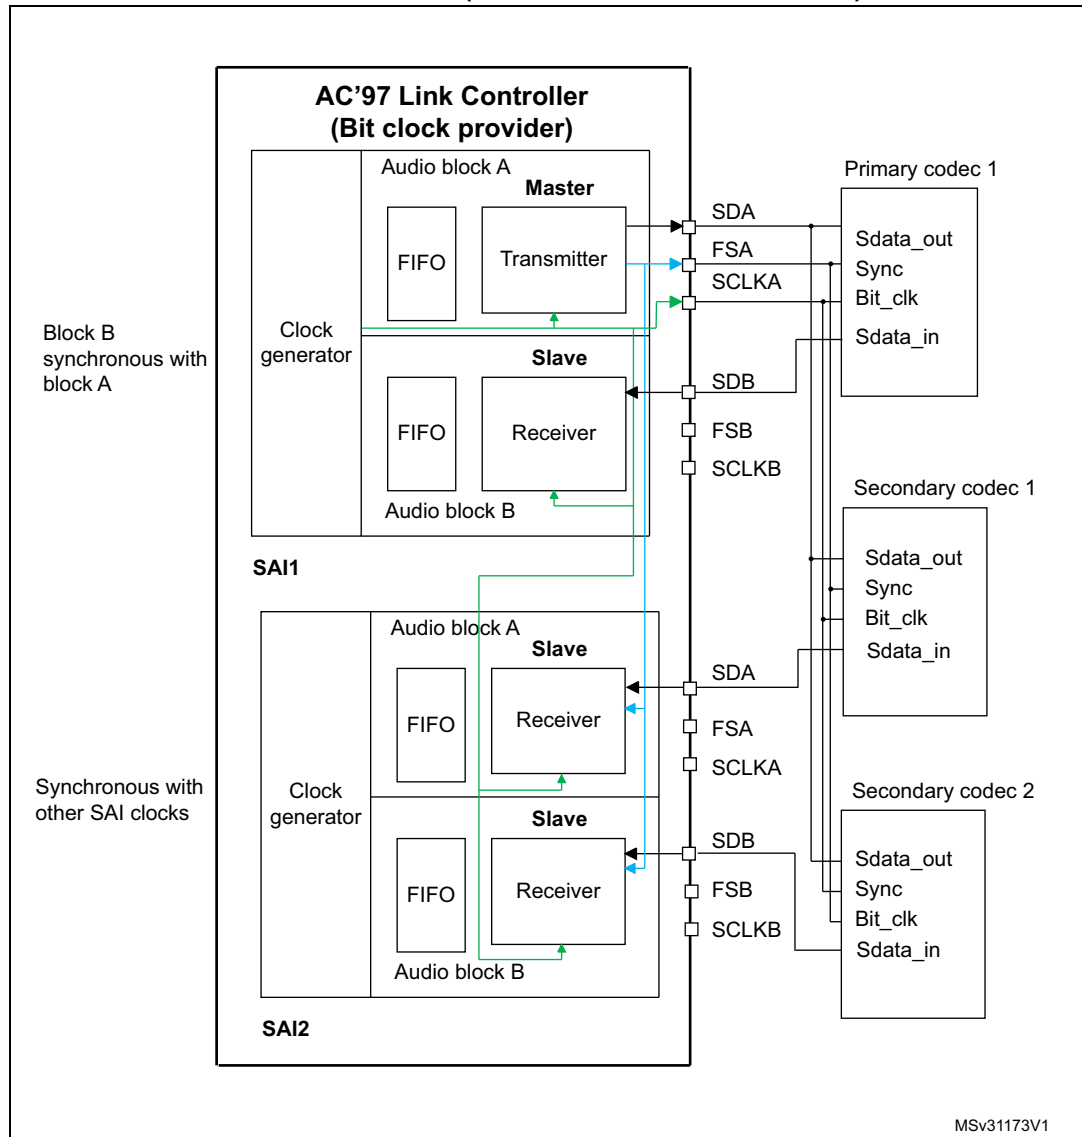 AC'97 Link Controller
(Bit clock provider)
Audio block A
Master
FIFO
Transmitter
Clock
generator
Slave
FIFO
Receiver
Audio block B
SAI1
Block B
synchronous with
block A
SDA
FSA
SCLKA
SDB
FSB
SCLKB
Primary codec 1
Sdata_out
Sync
Bit_clk
Sdata_in
Secondary codec 1
Sdata_out
Sync
Bit_clk
Sdata_in
Audio block A
Slave
FIFO
Receiver
Clock
generator
Slave
FIFO
Receiver
Audio block B
SAI2
Synchronous with
other SAI clocks
SDA
FSA
SCLKA
SDB
FSB
SCLKB
Secondary codec 2
Sdata_out
Sync
Bit_clk
Sdata_in
MSv31173V1